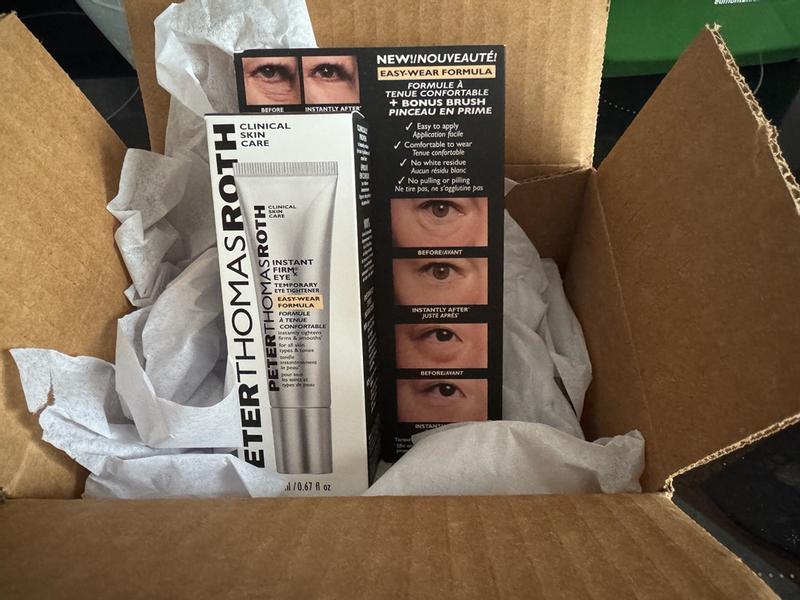 BEFORE
INSTANTLY AFTER*
NEW!/NOUVEAUTÉ!
EASY-WEAR FORMULA
FORMULE À
TENUE CONFORTABLE
+ BONUS BRUSH
PINCEAU EN PRIME
✓ Easy to apply
Application facile
✓ Comfortable to wear
Tenue confortable
✓ No white residue
Aucun résidu blanc
✓ No pulling or pilling
Ne tire pas, ne s'agglutine pas
BEFORE/AVANT
INSTANTLY AFTER*
JUSTE APRÈS*
BEFORE/AVANT
ETERTHOMASROTH
CLINICAL
SKIN
CARE
PETERTHOMASROTH
CLINICAL
SKIN
CARE
INSTANT
FIRMX®
EYE
TEMPORARY
EYE TIGHTENER
EASY-WEAR
FORMULA
FORMULE
À TENUE
CONFORTABLE
instantly tightens
firms & smooths*
for all skin
types & tones
tonifie
instantanément
la peau*
pour tous
les teints et
types de peau
/ 0.67 fl oz